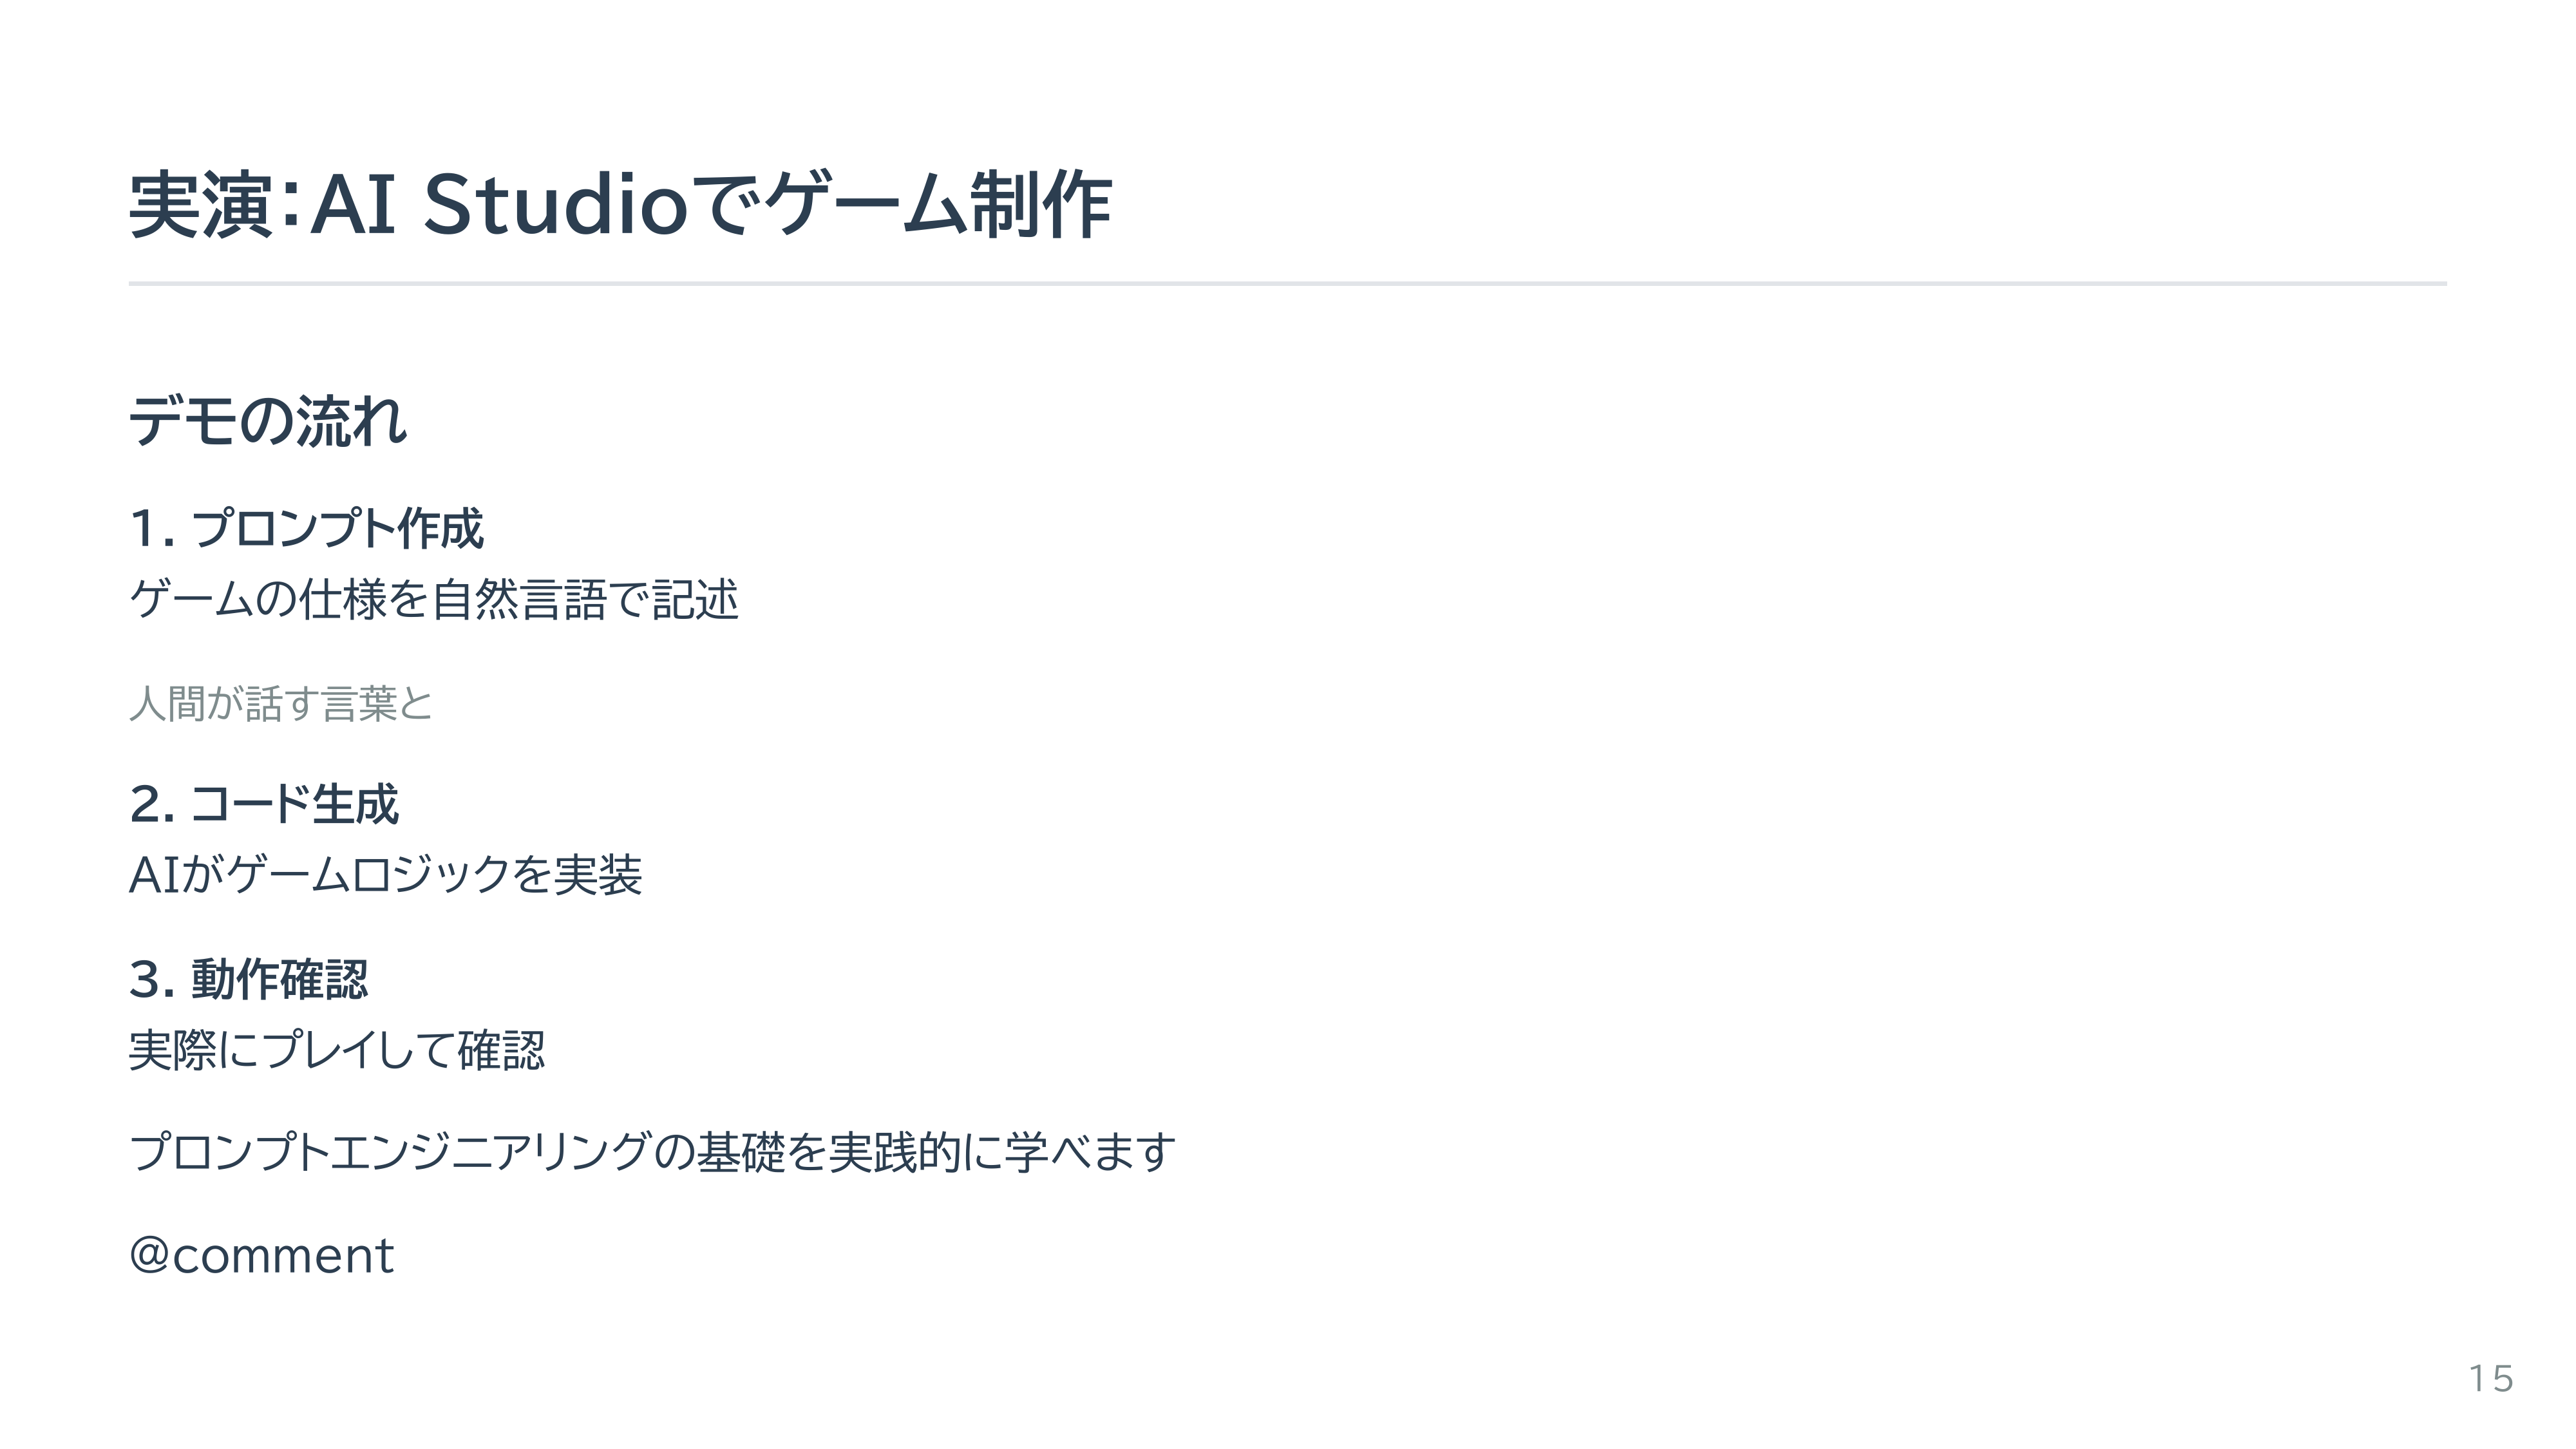 実演：AI Studioでゲーム制作
デモの流れ
1. プロンプト作成
ゲームの仕様を自然言語で記述
人間が話す言葉と
2. コード生成
AIがゲームロジックを実装
3. 動作確認
実際にプレイして確認
プロンプトエンジニアリングの基礎を実践的に学べます
@comment
15